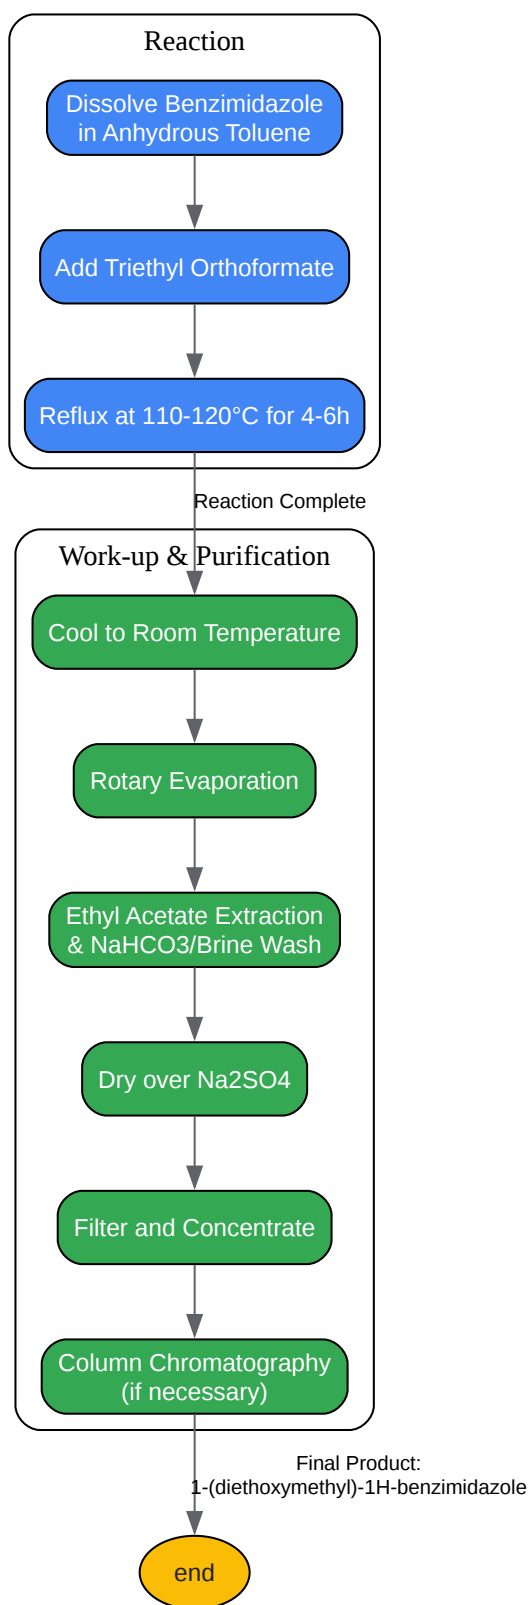 Reaction
Dissolve Benzimidazole
in Anhydrous Toluene
Add Triethyl Orthoformate
Reflux at 110-120°C for 4-6h
Reaction Complete
Work-up & Purification
Cool to Room Temperature
Rotary Evaporation
Ethyl Acetate Extraction
& NaHCO3/Brine Wash
Dry over Na2SO4
Filter and Concentrate
Column Chromatography
(if necessary)
Final Product:
1-(diethoxymethyl)-1H-benzimidazole
end